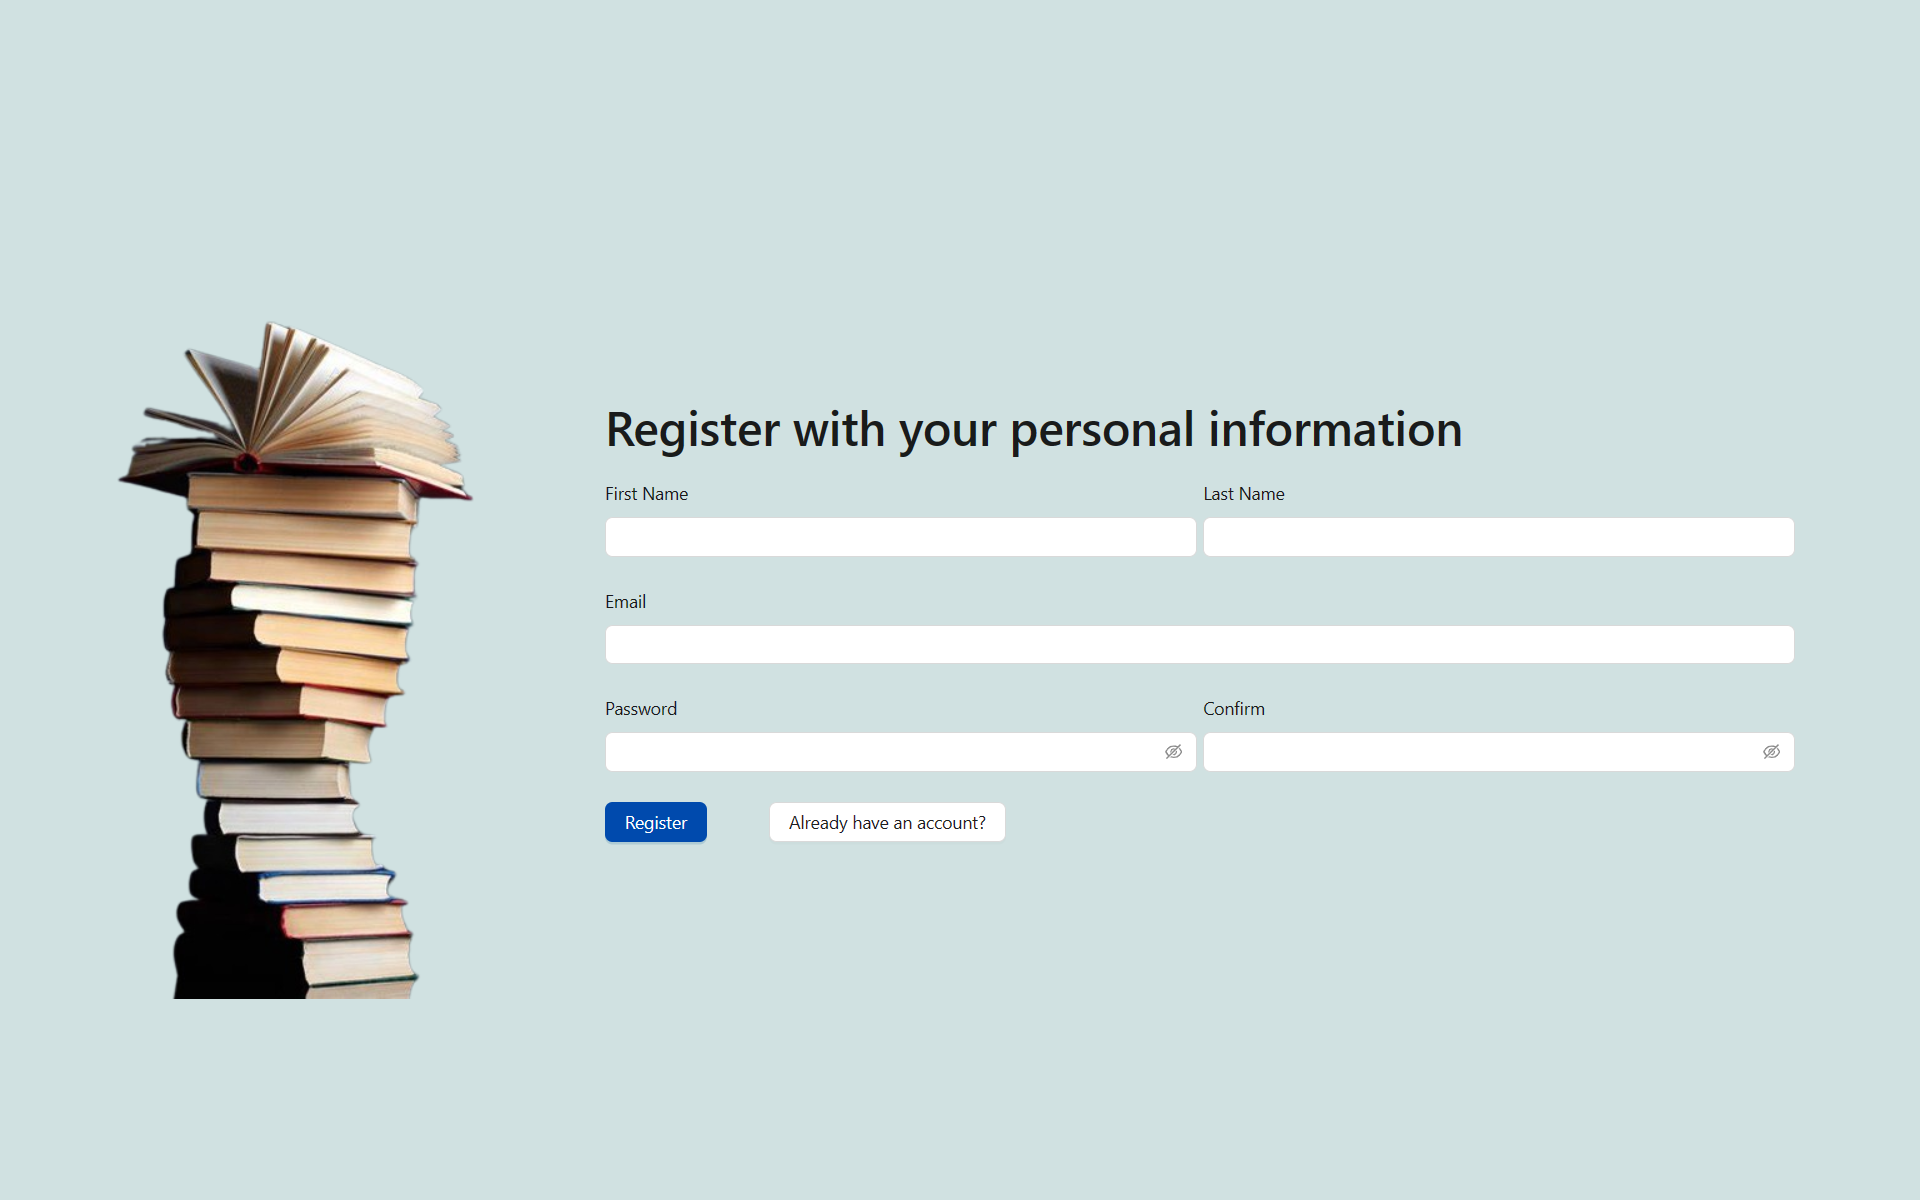 Register with your personal information
First Name
Last Name
Email
Password
Confirm
Register
Already have an account?